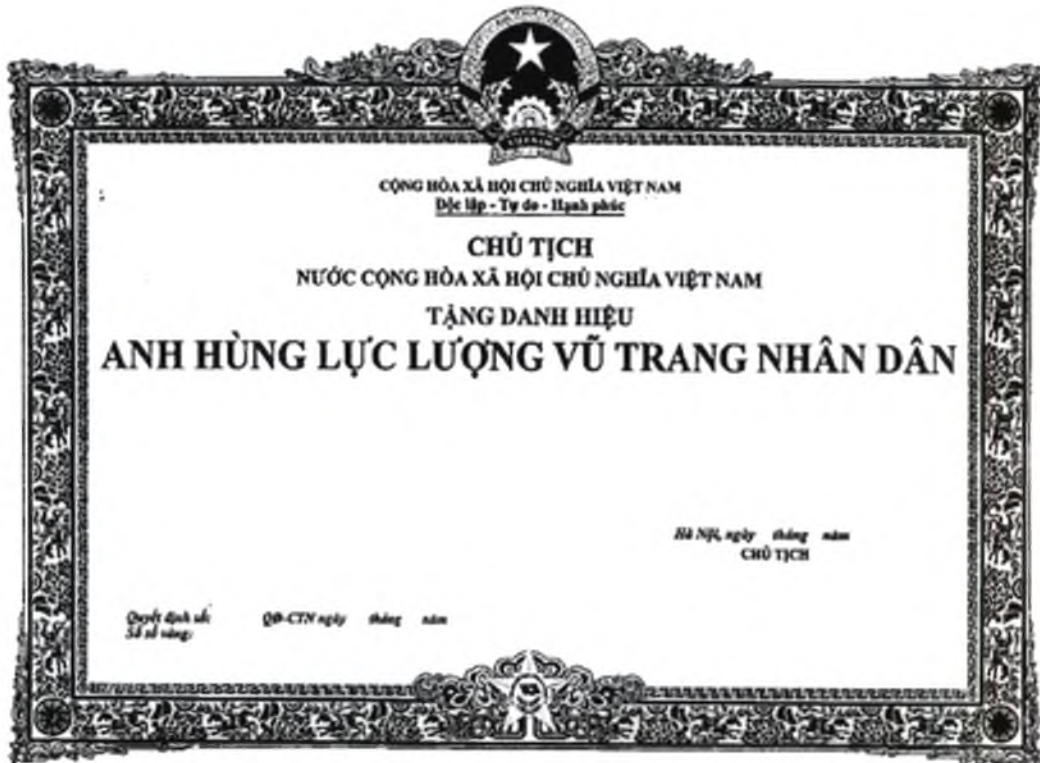 CỘNG HÒA XÃ HỘI CHỦ NGHĨA VIỆT NAM
Độc lập - Tự do - Hạnh phúc
CHỦ TỊCH
NƯỚC CỘNG HÒA XÃ HỘI CHỦ NGHĨA VIỆT NAM
TẶNG DANH HIỆU
ANH HÙNG LỰC LƯỢNG VŨ TRANG NHÂN DÂN
Hà Nội, ngày tháng năm
CHỦ TỊCH
Quyết định số: QĐ-CTN ngày tháng năm
Số sổ vàng: